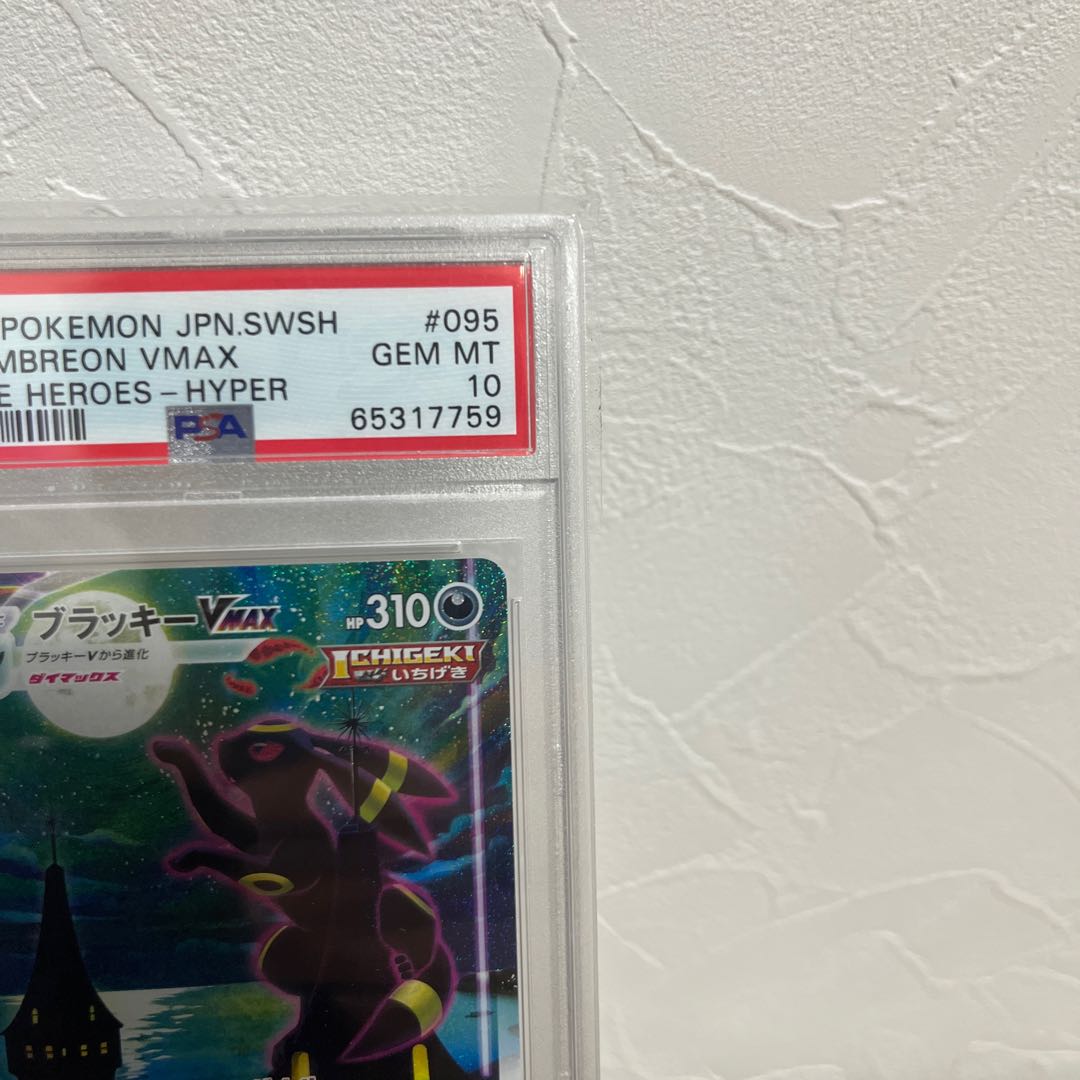 POKEMON JPN.SWSH #095
MBREON VMAX GEM MT
E HEROES-HYPER 10
PSA 65317759
ブラッキーVMAX HP310
ブラッキーVから進化
ダイマックス
ICHIGEKI
いちげき